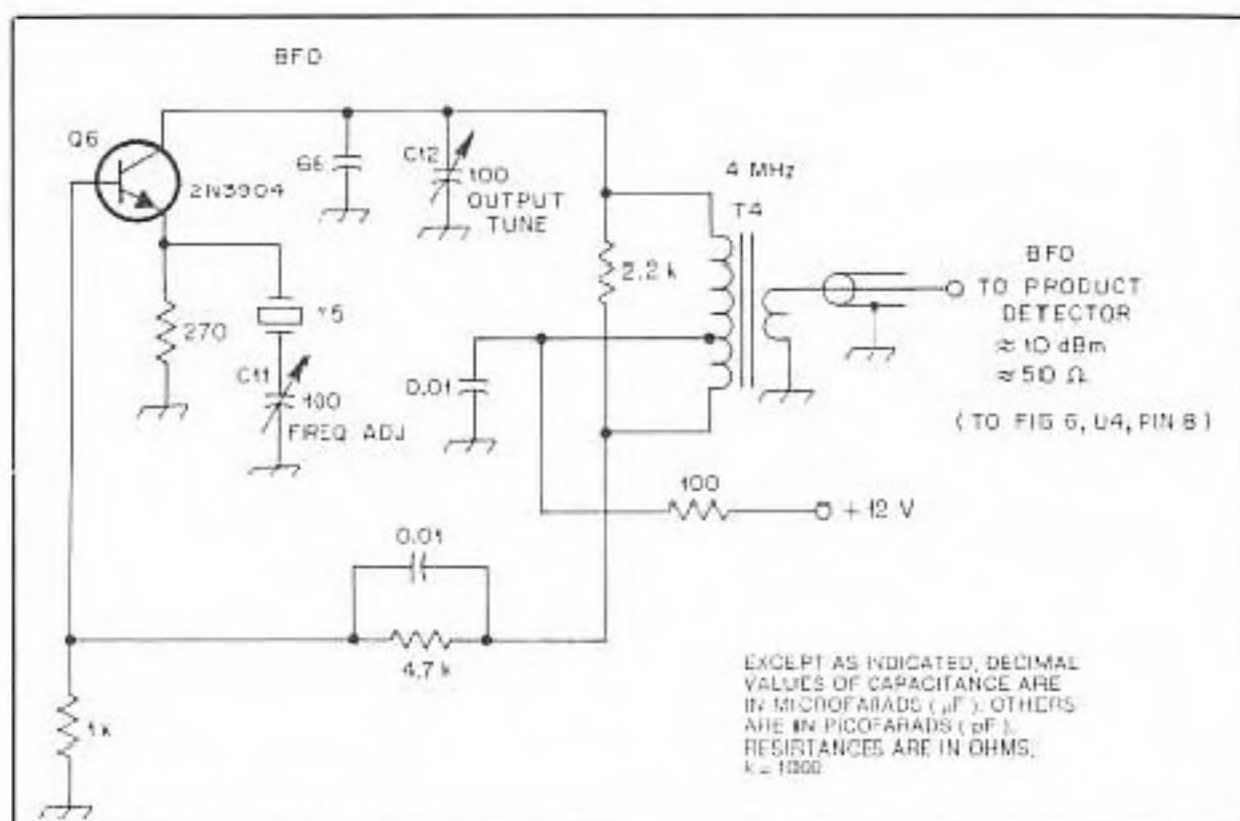 BFO
Q6
2N3904
68
C12
100
OUTPUT
TUNE
4 MHz
T4
2.2 k
BFO
TO PRODUCT
DETECTOR
≈ 10 dBm
≈ 50 Ω
(TO FIG 6, U4, PIN 8)
270
Y5
C11
100
FREQ ADJ
0.01
100
+12 V
0.01
4.7 k
1k
EXCEPT AS INDICATED, DECIMAL
VALUES OF CAPACITANCE ARE
IN MICROFARADS (µF). OTHERS
ARE IN PICOFARADS (pF).
RESISTANCES ARE IN OHMS,
k = 1000